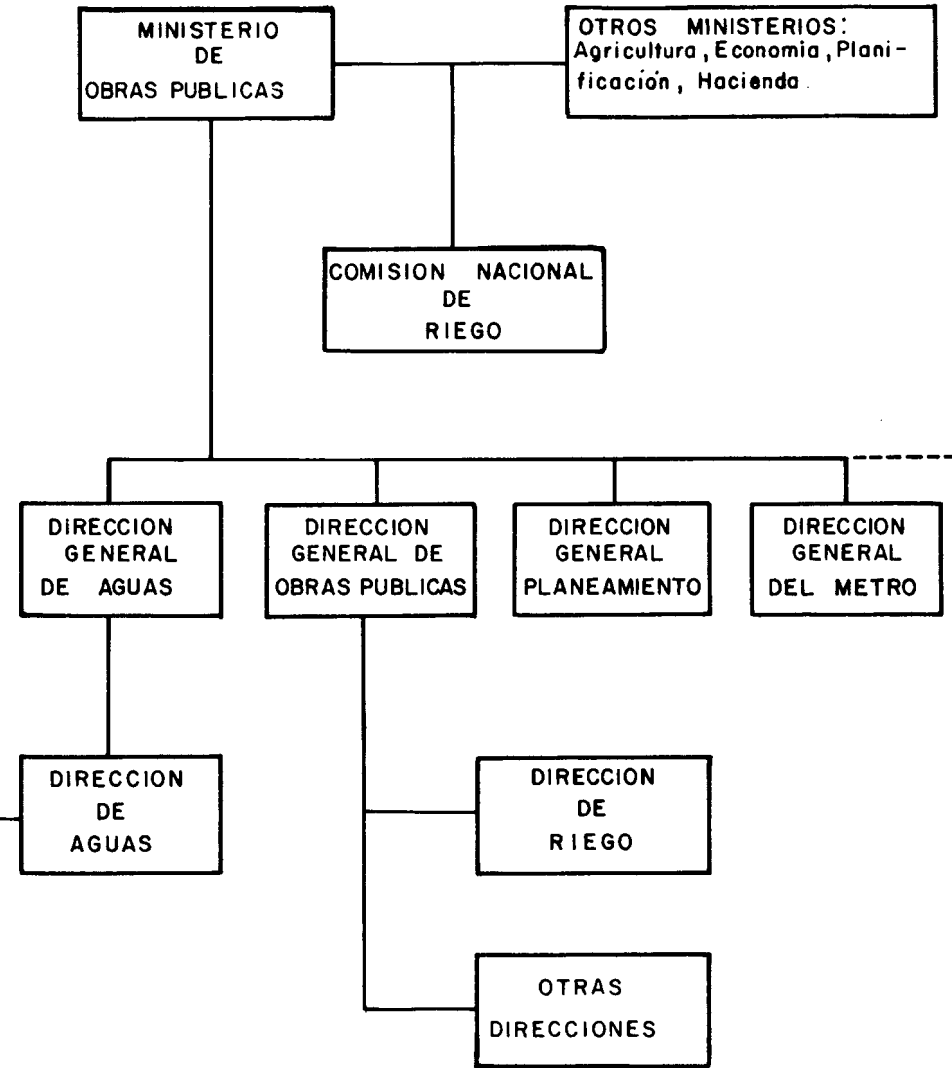 MINISTERIO
DE
OBRAS PUBLICAS
OTROS MINISTERIOS:
Agricultura, Economia, Plani-
ficación, Hacienda.
COMISION NACIONAL
DE
RIEGO
DIRECCION
GENERAL
DE AGUAS
DIRECCION
GENERAL DE
OBRAS PUBLICAS
DIRECCION
GENERAL
PLANEAMIENTO
DIRECCION
GENERAL
DEL METRO
DIRECCION
DE
AGUAS
DIRECCION
DE
RIEGO
OTRAS
DIRECCIONES